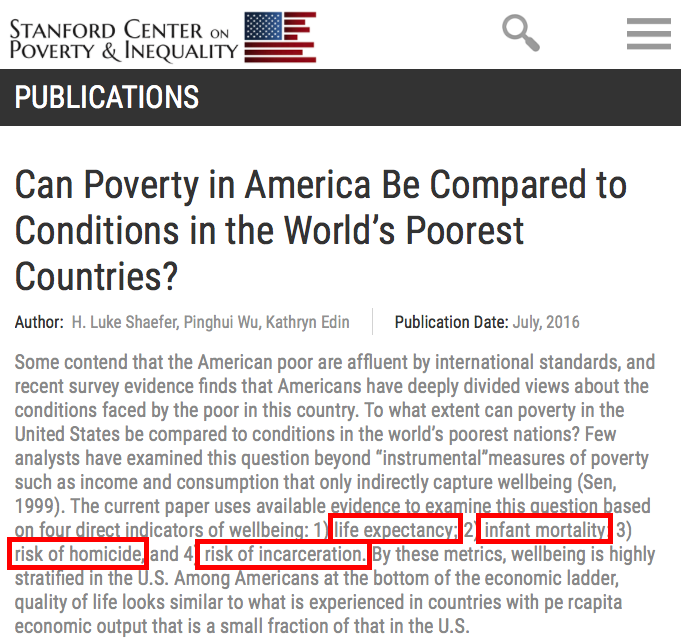 STANFORD CENTER ON
POVERTY & INEQUALITY
PUBLICATIONS
Can Poverty in America Be Compared to
Conditions in the World’s Poorest
Countries?
Author: H. Luke Shaefer, Pinghui Wu, Kathryn Edin
Publication Date: July, 2016
Some contend that the American poor are affluent by international standards, and
recent survey evidence finds that Americans have deeply divided views about the
conditions faced by the poor in this country. To what extent can poverty in the
United States be compared to conditions in the world’s poorest nations? Few
analysts have examined this question beyond “instrumental”measures of poverty
such as income and consumption that only indirectly capture wellbeing (Sen,
1999). The current paper uses available evidence to examine this question based
on four direct indicators of wellbeing: 1) life expectancy; 2) infant mortality 3)
risk of homicide, and 4) risk of incarceration. By these metrics, wellbeing is highly
stratified in the U.S. Among Americans at the bottom of the economic ladder,
quality of life looks similar to what is experienced in countries with pe rcapita
economic output that is a small fraction of that in the U.S.